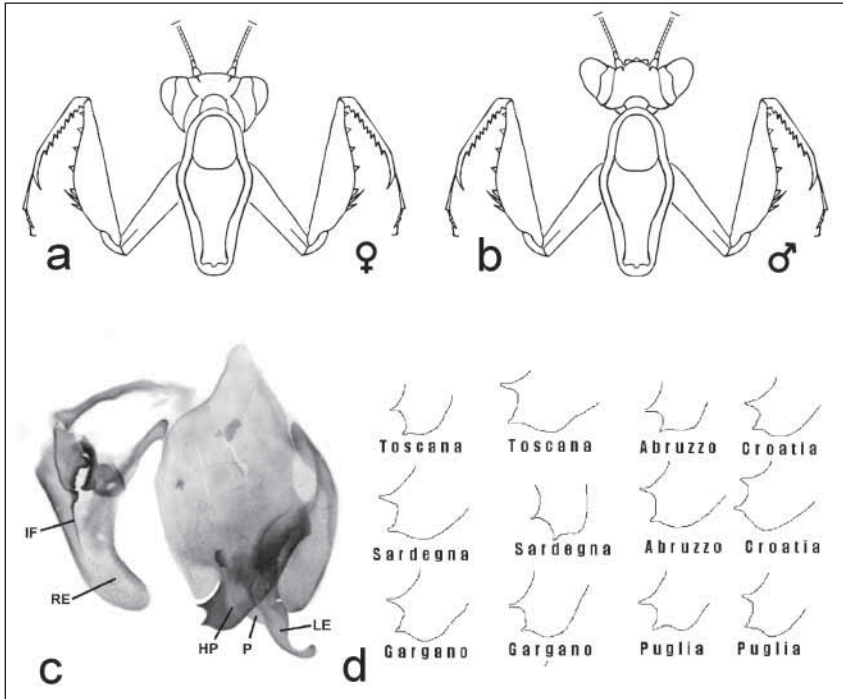 a ♀
b ♂
IF
RE
HP P LE
c
d
Toscana Toscana Abruzzo Croatia
Sardegna Sardegna Abruzzo Croatia
Gargano Gargano Puglia Puglia